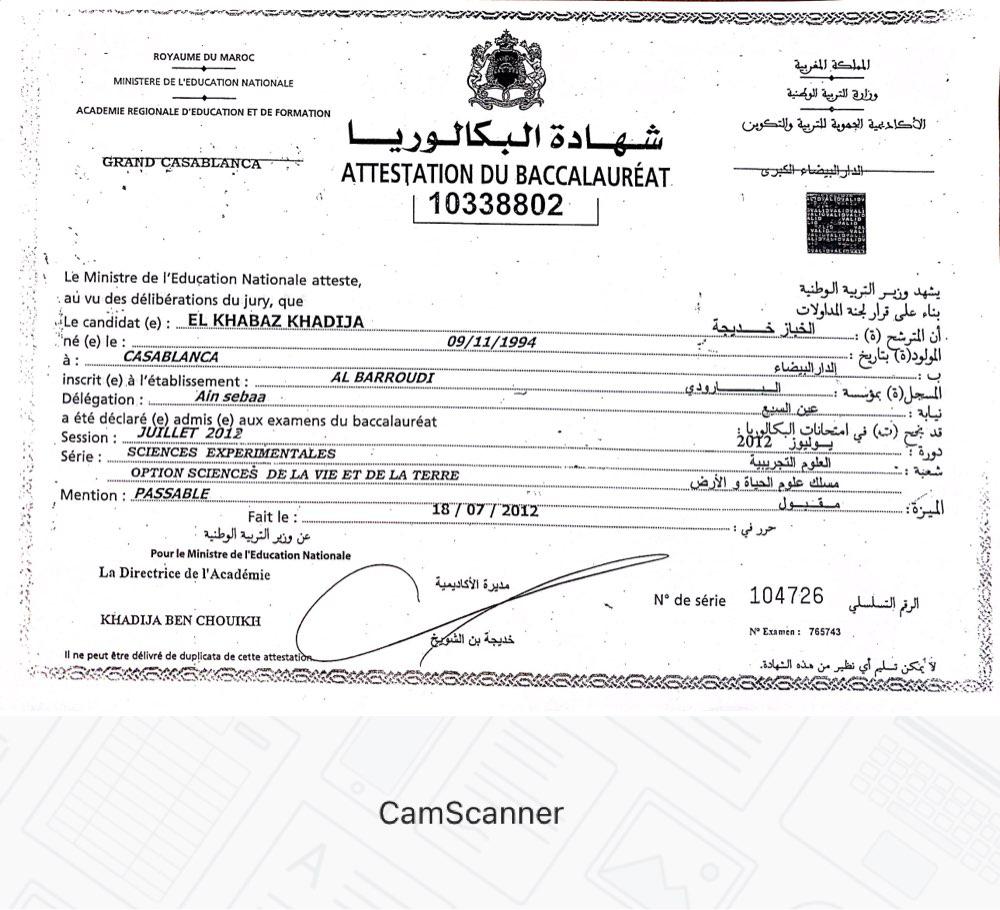 ROYAUME DU MAROC
MINISTERE DE L'EDUCATION NATIONALE
ACADEMIE REGIONALE D'EDUCATION ET DE FORMATION
GRAND CASABLANCA
المملكة المغربية
وزارة التربية الوطنية
الأكاديمية الجهوية للتربية والتكوين
الدار البيضاء الكبرى
شهادة البكالوريا
ATTESTATION DU BACCALAURÉAT
10338802
Le Ministre de l'Education Nationale atteste,
au vu des délibérations du jury, que
Le candidat (e) : EL KHABAZ KHADIJA
né (e) le : 09/11/1994
à : CASABLANCA
inscrit (e) à l'établissement : AL BARROUDI
Délégation : Ain sebaa
a été déclaré (e) admis (e) aux examens du baccalauréat
Session : JUILLET 2012
Série : SCIENCES EXPERIMENTALES
OPTION SCIENCES DE LA VIE ET DE LA TERRE
Mention : PASSABLE
يشهد وزير التربية الوطنية
بناء على قرار لجنة المداولات
أن المترشح (ة) : الخباز خديجة
المولود(ة) بتاريخ :
ب : الدار البيضاء
المسجل(ة) بمؤسسة : البارودي
نيابة : عين السبع
قد نجح (ت) في امتحانات البكالوريا :
دورة : يوليوز 2012
شعبة : العلوم التجريبية
مسلك علوم الحياة و الأرض
الميزة : مقبول
Fait le : 18 / 07 / 2012 حرر في :
عن وزير التربية الوطنية
Pour le Ministre de l'Education Nationale
La Directrice de l'Académie
مديرة الأكاديمية
KHADIJA BEN CHOUIKH
خديجة بن الشويخ
N° de série 104726 الرقم التسلسلي
N° Examen : 765743
Il ne peut être délivré de duplicata de cette attestation
لا يمكن تسليم أي نظير من هذه الشهادة.
CamScanner